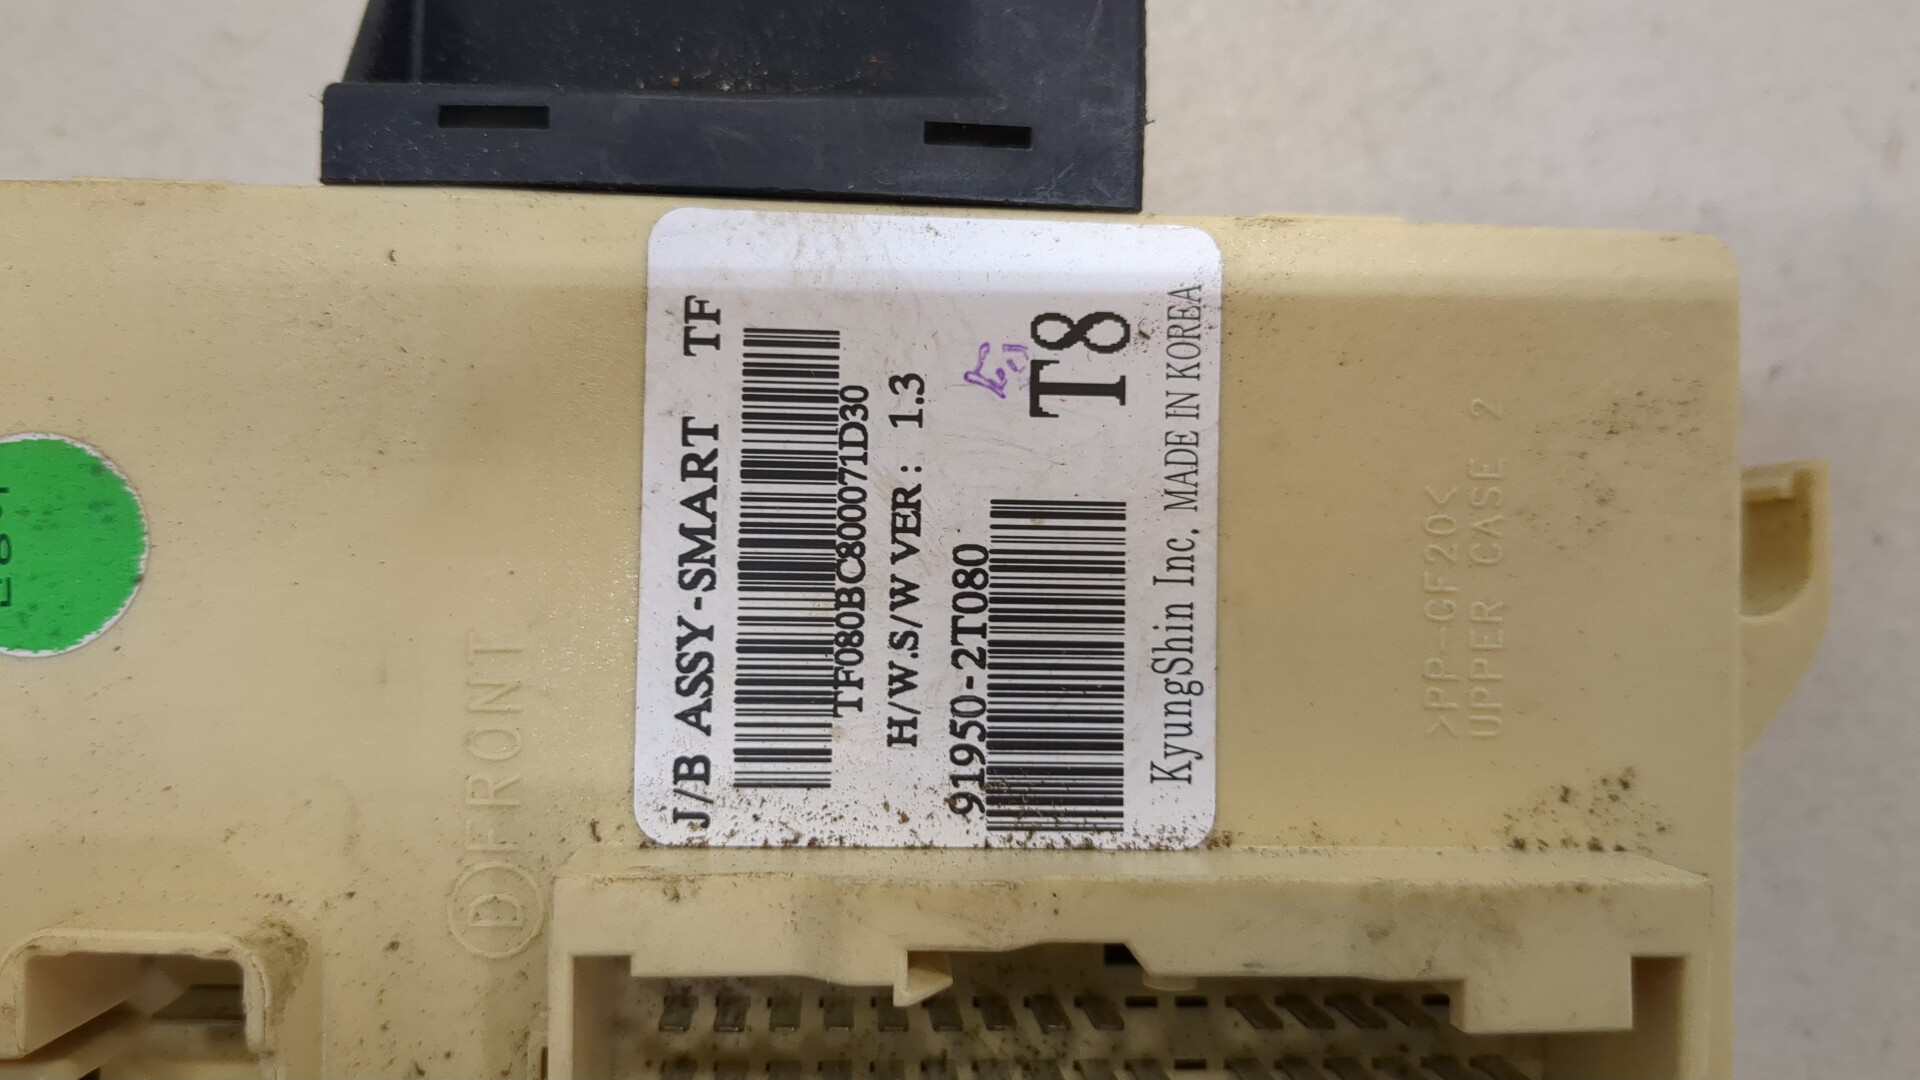 J/B ASSY-SMART TF
TF080BC800071D30
H/W.S/W VER : 1.3
91950-2T080
T8
KyungShin Inc. MADE IN KOREA
D FRONT
>PP-GF20<
UPPER CASE 2